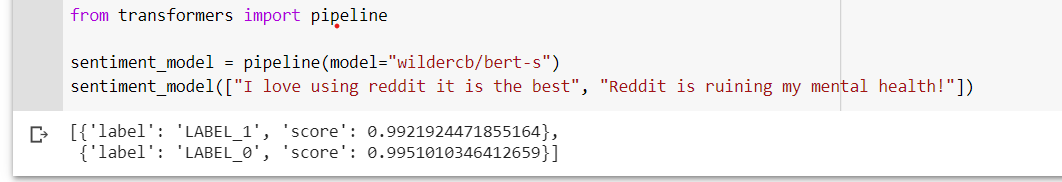 from transformers import pipeline
sentiment_model = pipeline(model="wildercb/bert-s")
sentiment_model(["I love using reddit it is the best", "Reddit is ruining my mental health!"])
[{'label': 'LABEL_1', 'score': 0.9921924471855164},
{'label': 'LABEL_0', 'score': 0.9951010346412659}]